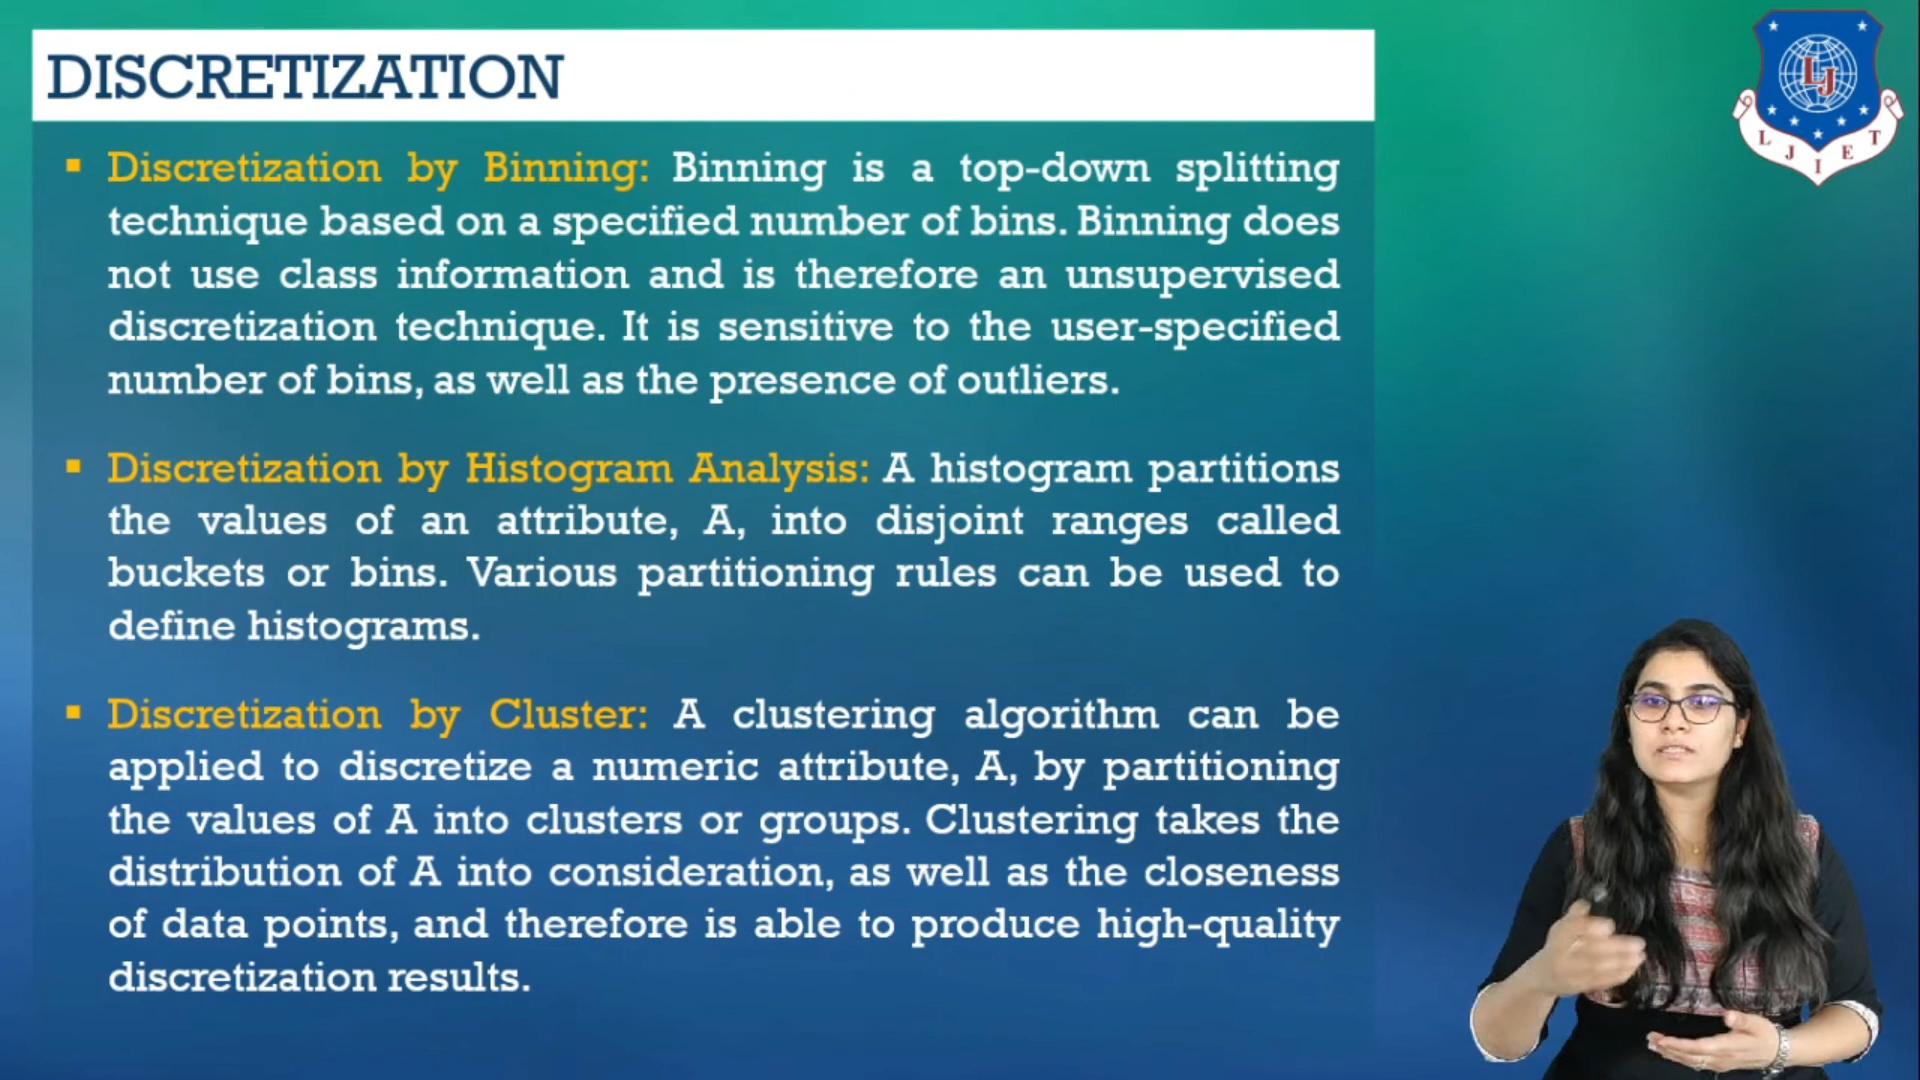 DISCRETIZATION
▪ Discretization by Binning: Binning is a top-down splitting
technique based on a specified number of bins. Binning does
not use class information and is therefore an unsupervised
discretization technique. It is sensitive to the user-specified
number of bins, as well as the presence of outliers.
▪ Discretization by Histogram Analysis: A histogram partitions
the values of an attribute, A, into disjoint ranges called
buckets or bins. Various partitioning rules can be used to
define histograms.
▪ Discretization by Cluster: A clustering algorithm can be
applied to discretize a numeric attribute, A, by partitioning
the values of A into clusters or groups. Clustering takes the
distribution of A into consideration, as well as the closeness
of data points, and therefore is able to produce high-quality
discretization results.
LJ
L J I E T